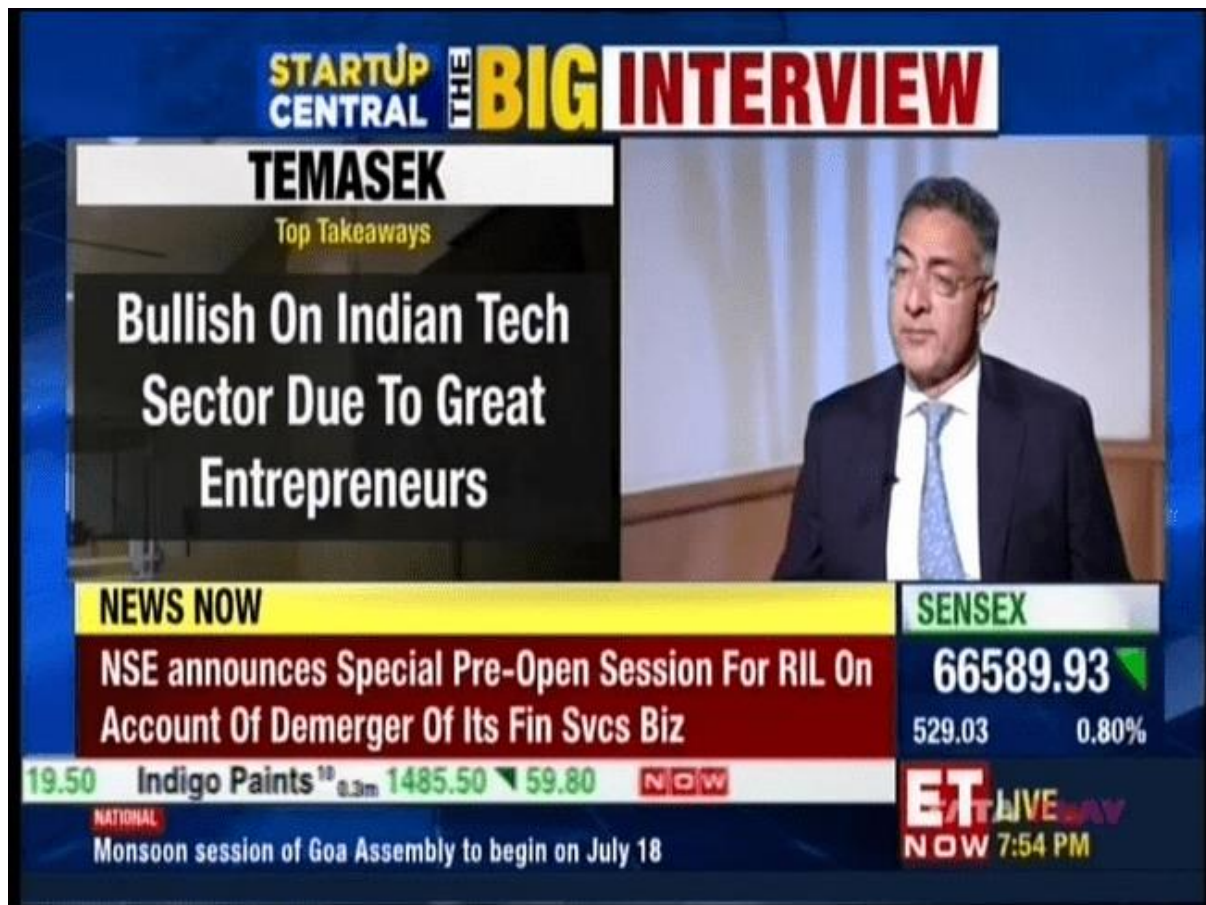 STARTUP
CENTRAL
THE BIG INTERVIEW
TEMASEK
Top Takeaways
Bullish On Indian Tech
Sector Due To Great
Entrepreneurs
NEWS NOW
NSE announces Special Pre-Open Session For RIL On
Account Of Demerger Of Its Fin Svcs Biz
SENSEX
66589.93
529.03 0.80%
19.50 Indigo Paints 0.3m 1485.50 59.80 NOW
NATIONAL
Monsoon session of Goa Assembly to begin on July 18
ET
NOW
LIVE
7:54 PM